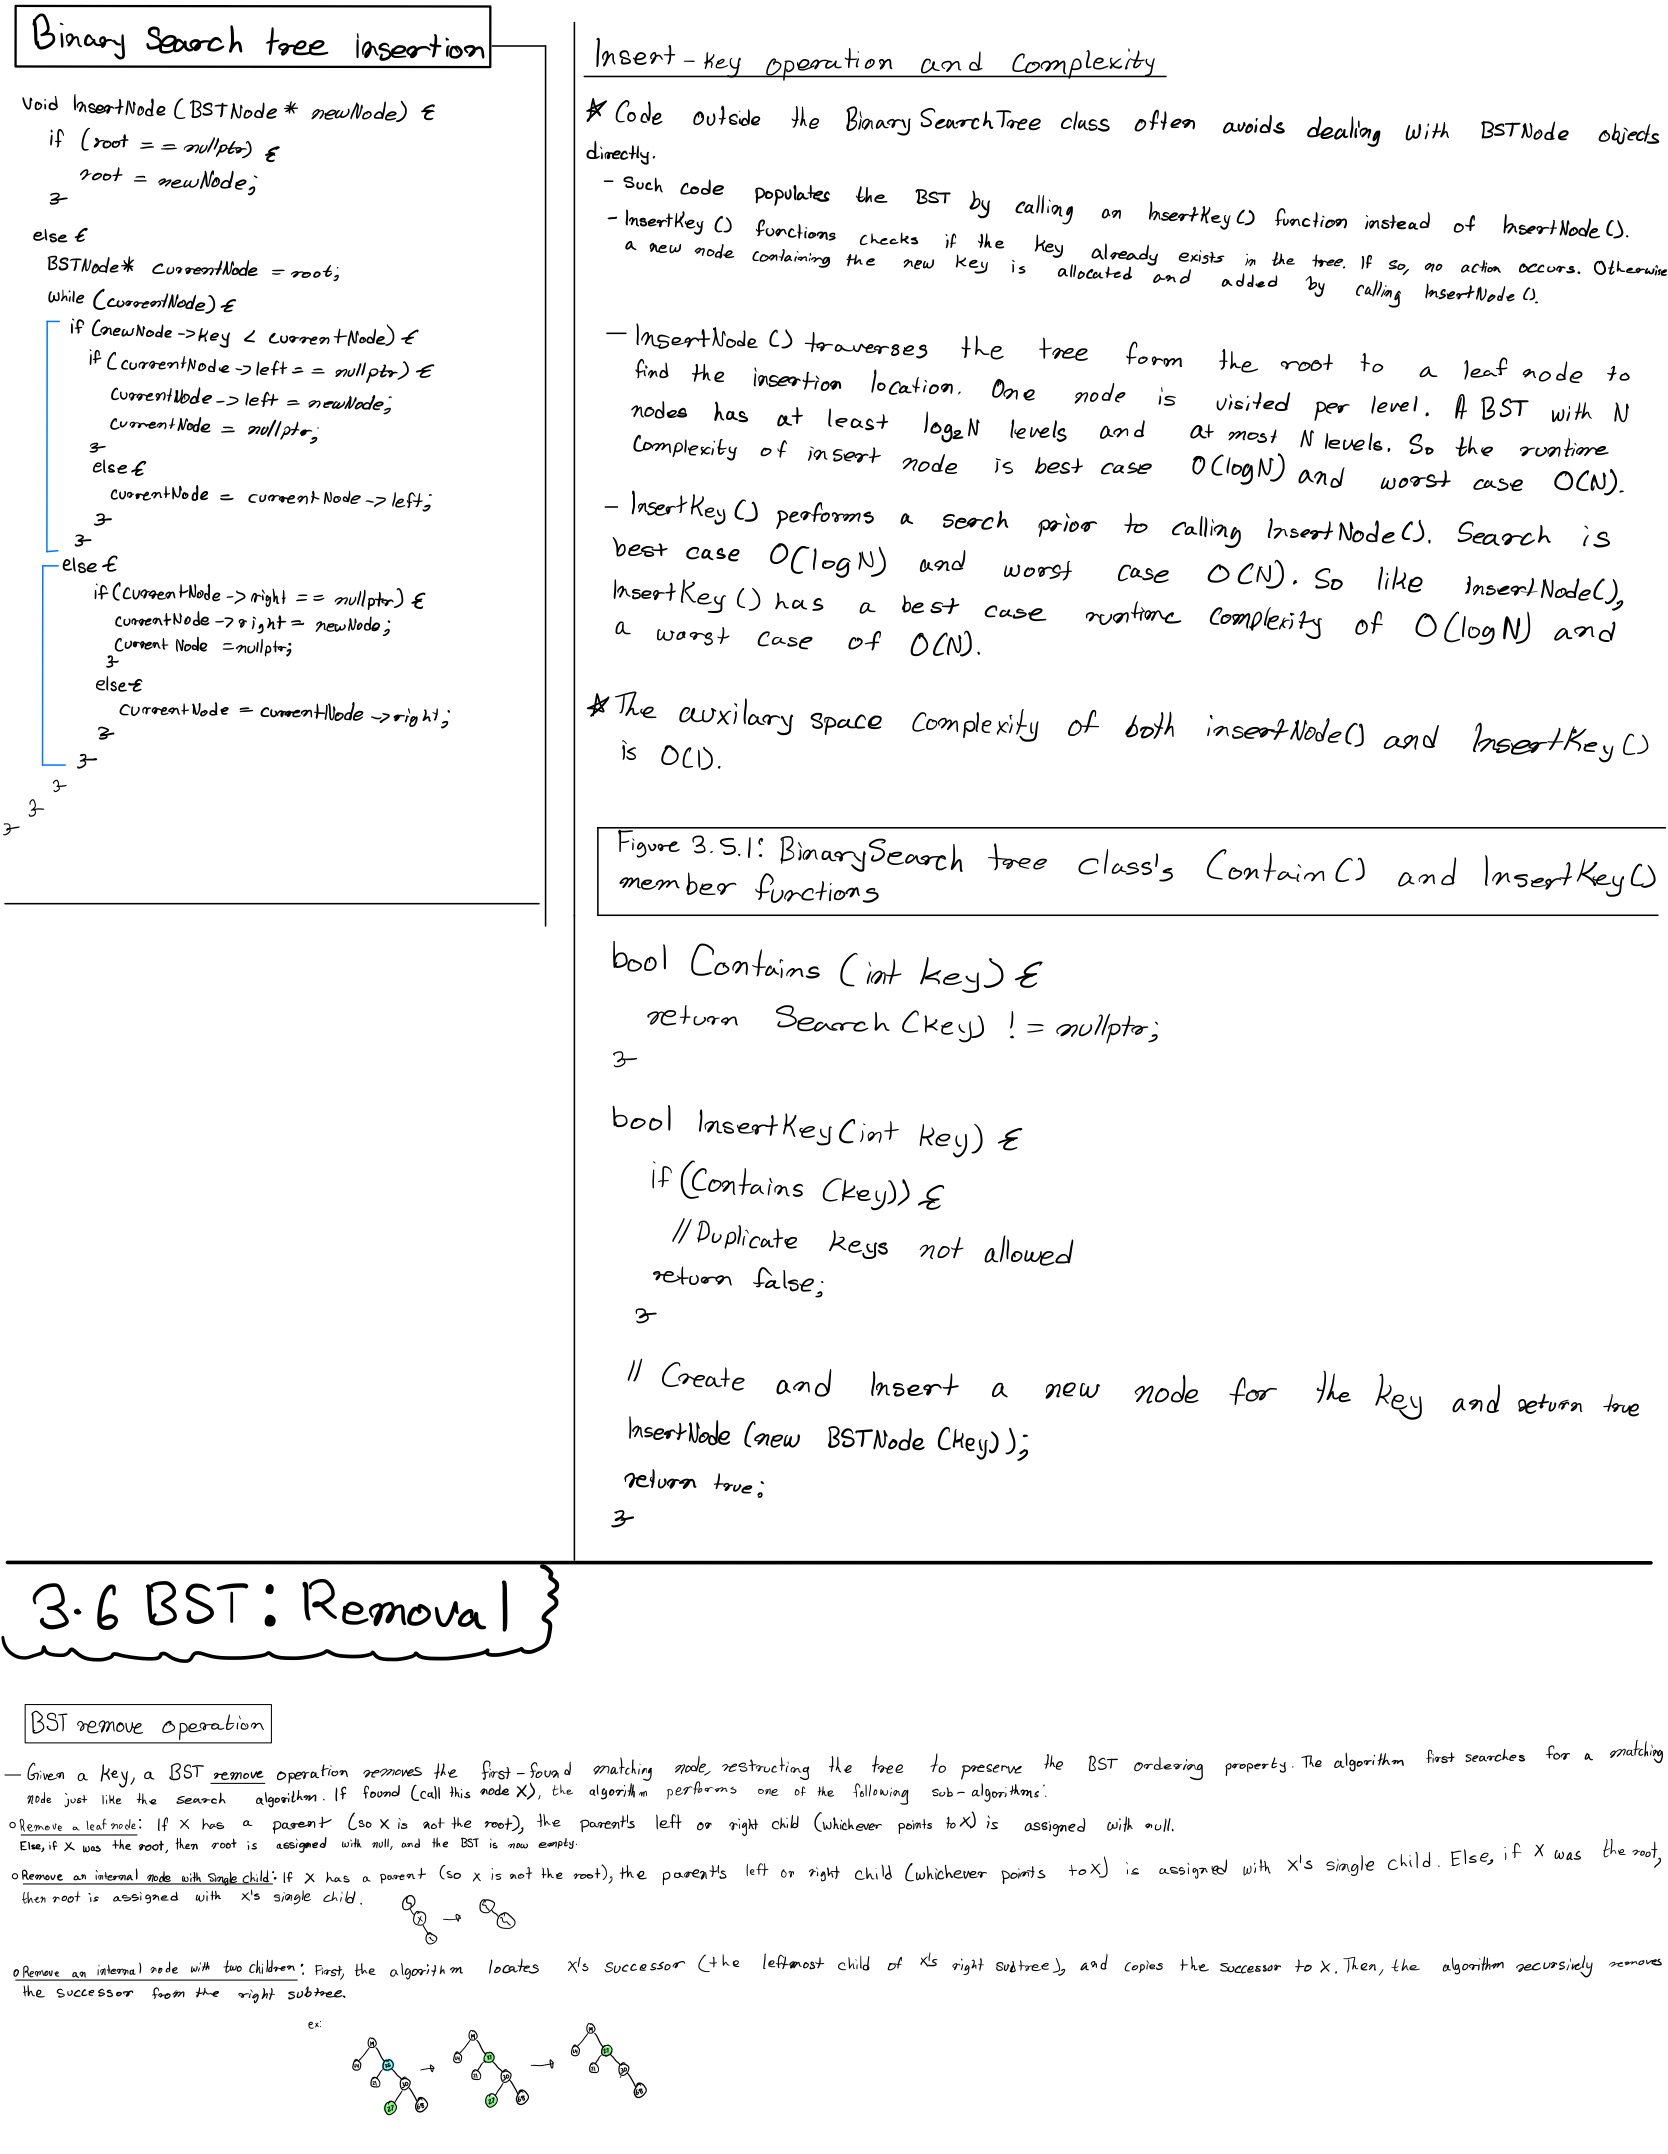 Binary Search tree insertion
void InsertNode (BSTNode* newNode) {
if (root == nullptr) {
root = newNode;
}
else {
BSTNode* currentNode = root;
while (currentNode) {
if (newNode->key < currentNode) {
if (currentNode->left == nullptr) {
currentNode->left = newNode;
currentNode = nullptr;
}
else {
currentNode = currentNode->left;
}
}
else {
if (currentNode->right == nullptr) {
currentNode->right = newNode;
Current Node = nullptr;
}
else {
currentNode = currentNode->right;
}
}
}
}
}
Insert-key operation and Complexity
* Code outside the BinarySearchTree class often avoids dealing with BSTNode objects
directly.
- Such code populates the BST by calling an InsertKey() function instead of InsertNode().
- InsertKey() functions checks if the key already exists in the tree. If so, no action occurs. Otherwise
a new node containing the new key is allocated and added by calling InsertNode().
- InsertNode() traverses the tree form the root to a leaf node to
find the insertion location. One node is visited per level. A BST with N
nodes has at least log₂N levels and at most N levels. So the runtime
Complexity of insert node is best case O(logN) and worst case O(N).
- InsertKey() performs a serch prior to calling InsertNode(). Search is
best case O(logN) and worst case O(N). So like InsertNode(),
InsertKey() has a best case runtime complexity of O(logN) and
a warst case of O(N).
* The auxilary space complexity of both insertNode() and InsertKey()
is O(1).
Figure 3.5.1: BinarySearch tree class's Contain() and InsertKey()
member functions
bool Contains (int key) {
return Search (key) != nullptr;
}
bool InsertKey(int key) {
if (Contains (key)) {
// Duplicate keys not allowed
return false;
}
// Create and Insert a new node for the key and return true
InsertNode (new BSTNode (key));
return true;
}
3.6 BST: Removal
BST remove operation
- Given a key, a BST remove operation removes the first-found matching node, restructing the tree to preserve the BST ordering property. The algorithm first searches for a matching
node just like the search algorithm. If found (call this node X), the algorithm performs one of the following sub-algorithms:
o Remove a leaf node: If X has a parent (so X is not the root), the parent's left or right child (whichever points to X) is assigned with null.
Else, if X was the root, then root is assigned with null, and the BST is now empty.
o Remove an internal node with Single child: If X has a parent (so X is not the root), the parent's left or right child (whichever points to X) is assigned with X's single child. Else, if X was the root,
then root is assigned with X's single child.
X
o Remove an internal node with two Children: First, the algorithm locates X's successor (the leftmost child of X's right subtree), and copies the successor to X. Then, the algorithm recursively removes
the successor from the right subtree.
ex: